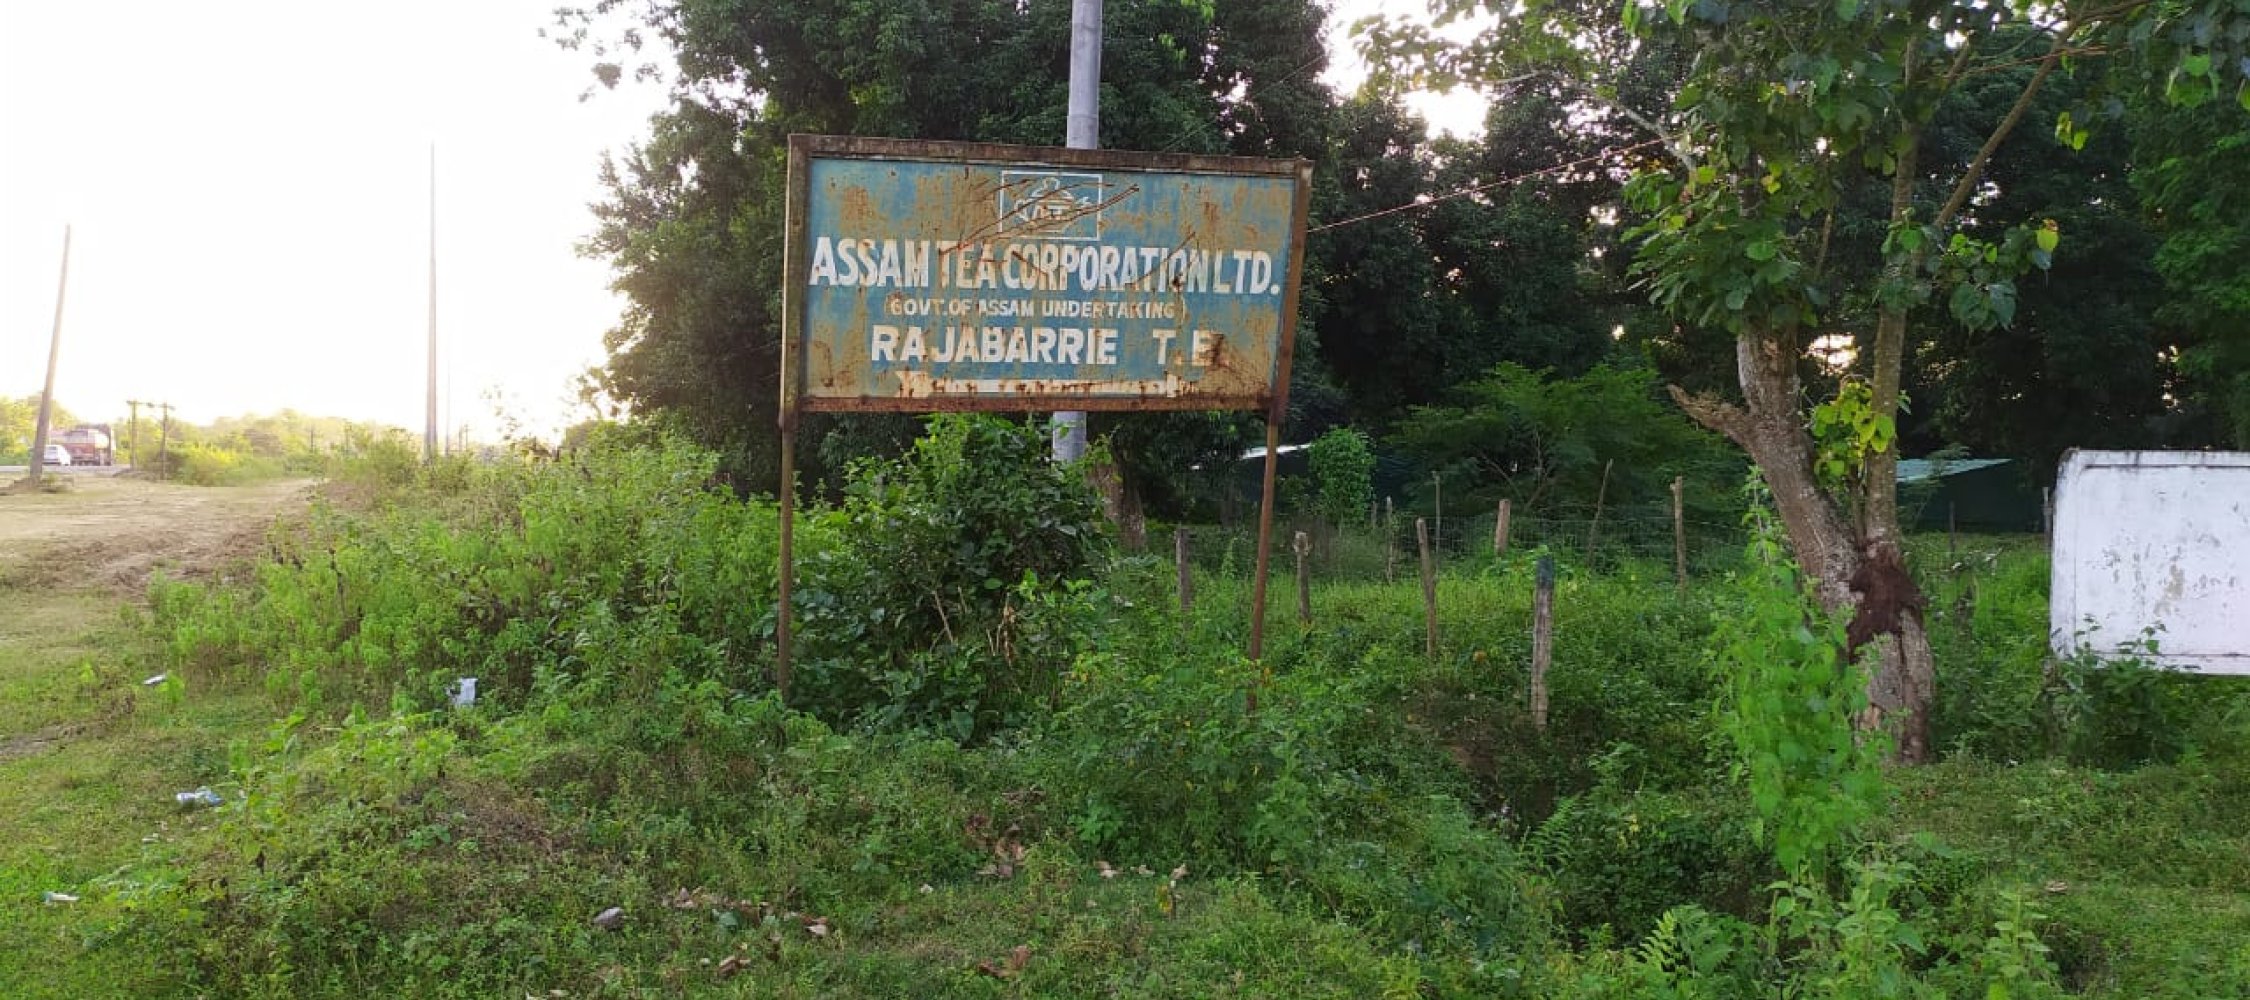 ASSAM TEA CORPORATION LTD.
(GOVT. OF ASSAM UNDERTAKING)
RAJABARRIE T.E